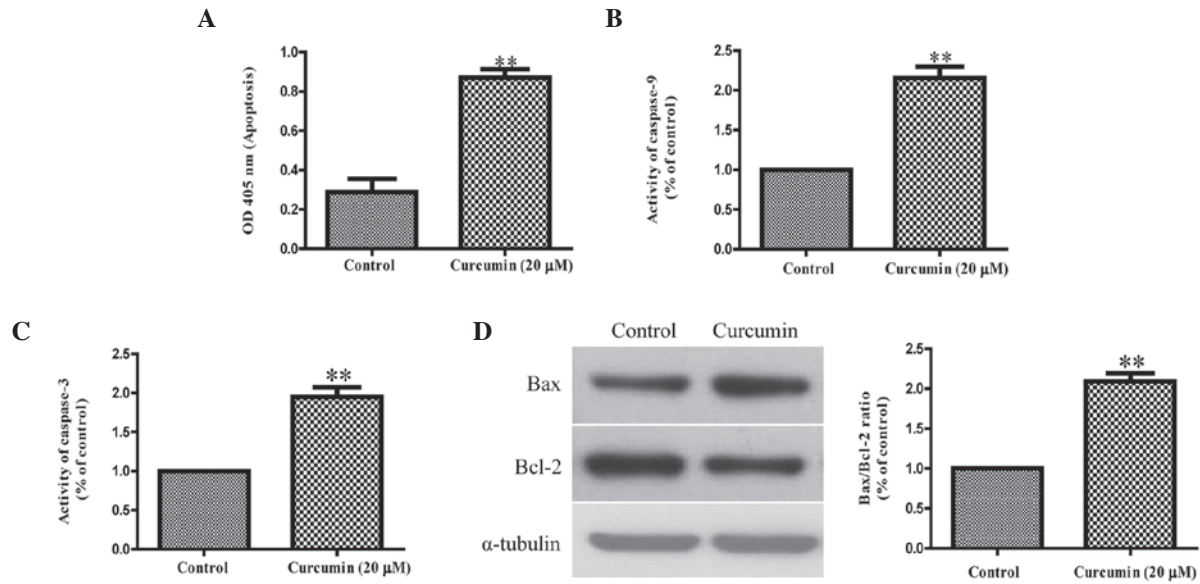 A
OD 405 nm (Apoptosis)
1.0
0.8
0.6
0.4
0.2
0.0
**
Control
Curcumin (20 μM)
B
Activity of caspase-9
(% of control)
2.5
2.0
1.5
1.0
0.5
0.0
**
Control
Curcumin (20 μM)
C
Activity of caspase-3
(% of control)
2.5
2.0
1.5
1.0
0.5
0.0
**
Control
Curcumin (20 μM)
D
Control
Curcumin
Bax
Bcl-2
α-tubulin
Bax/Bcl-2 ratio
(% of control)
2.5
2.0
1.5
1.0
0.5
0.0
**
Control
Curcumin (20 μM)